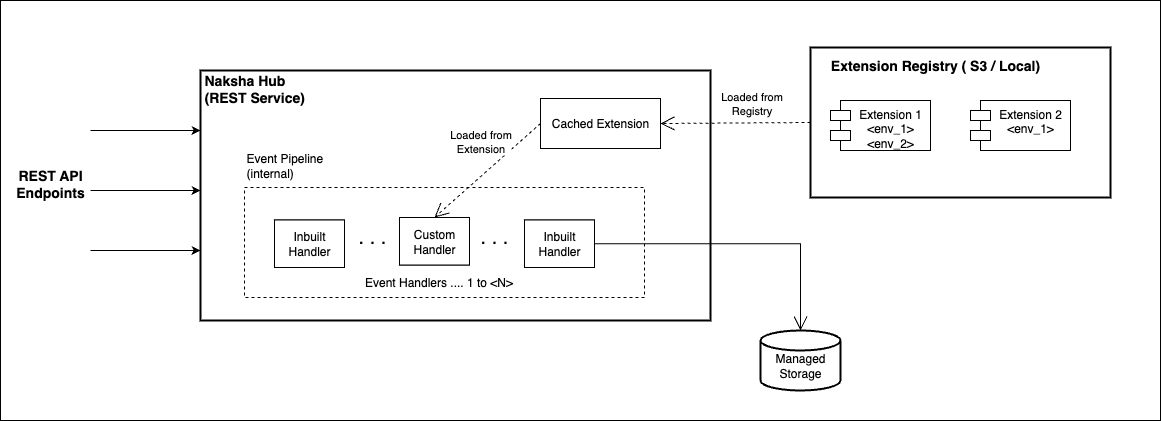 Naksha Hub
(REST Service)
REST API
Endpoints
Event Pipeline
(internal)
Inbuilt
Handler
. . .
Custom
Handler
. . .
Inbuilt
Handler
Event Handlers .... 1 to <N>
Loaded from
Extension
Cached Extension
Loaded from
Registry
Extension Registry ( S3 / Local)
Extension 1
<env_1>
<env_2>
Extension 2
<env_1>
Managed
Storage